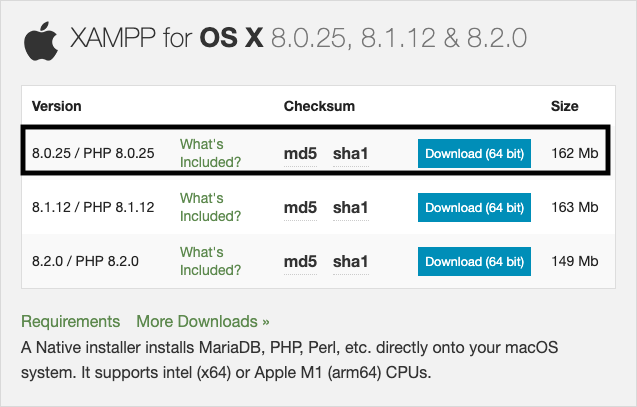 XAMPP for OS X 8.0.25, 8.1.12 & 8.2.0
Version Checksum Size
8.0.25 / PHP 8.0.25 What's Included? md5 sha1 Download (64 bit) 162 Mb
8.1.12 / PHP 8.1.12 What's Included? md5 sha1 Download (64 bit) 163 Mb
8.2.0 / PHP 8.2.0 What's Included? md5 sha1 Download (64 bit) 149 Mb
Requirements More Downloads »
A Native installer installs MariaDB, PHP, Perl, etc. directly onto your macOS
system. It supports intel (x64) or Apple M1 (arm64) CPUs.